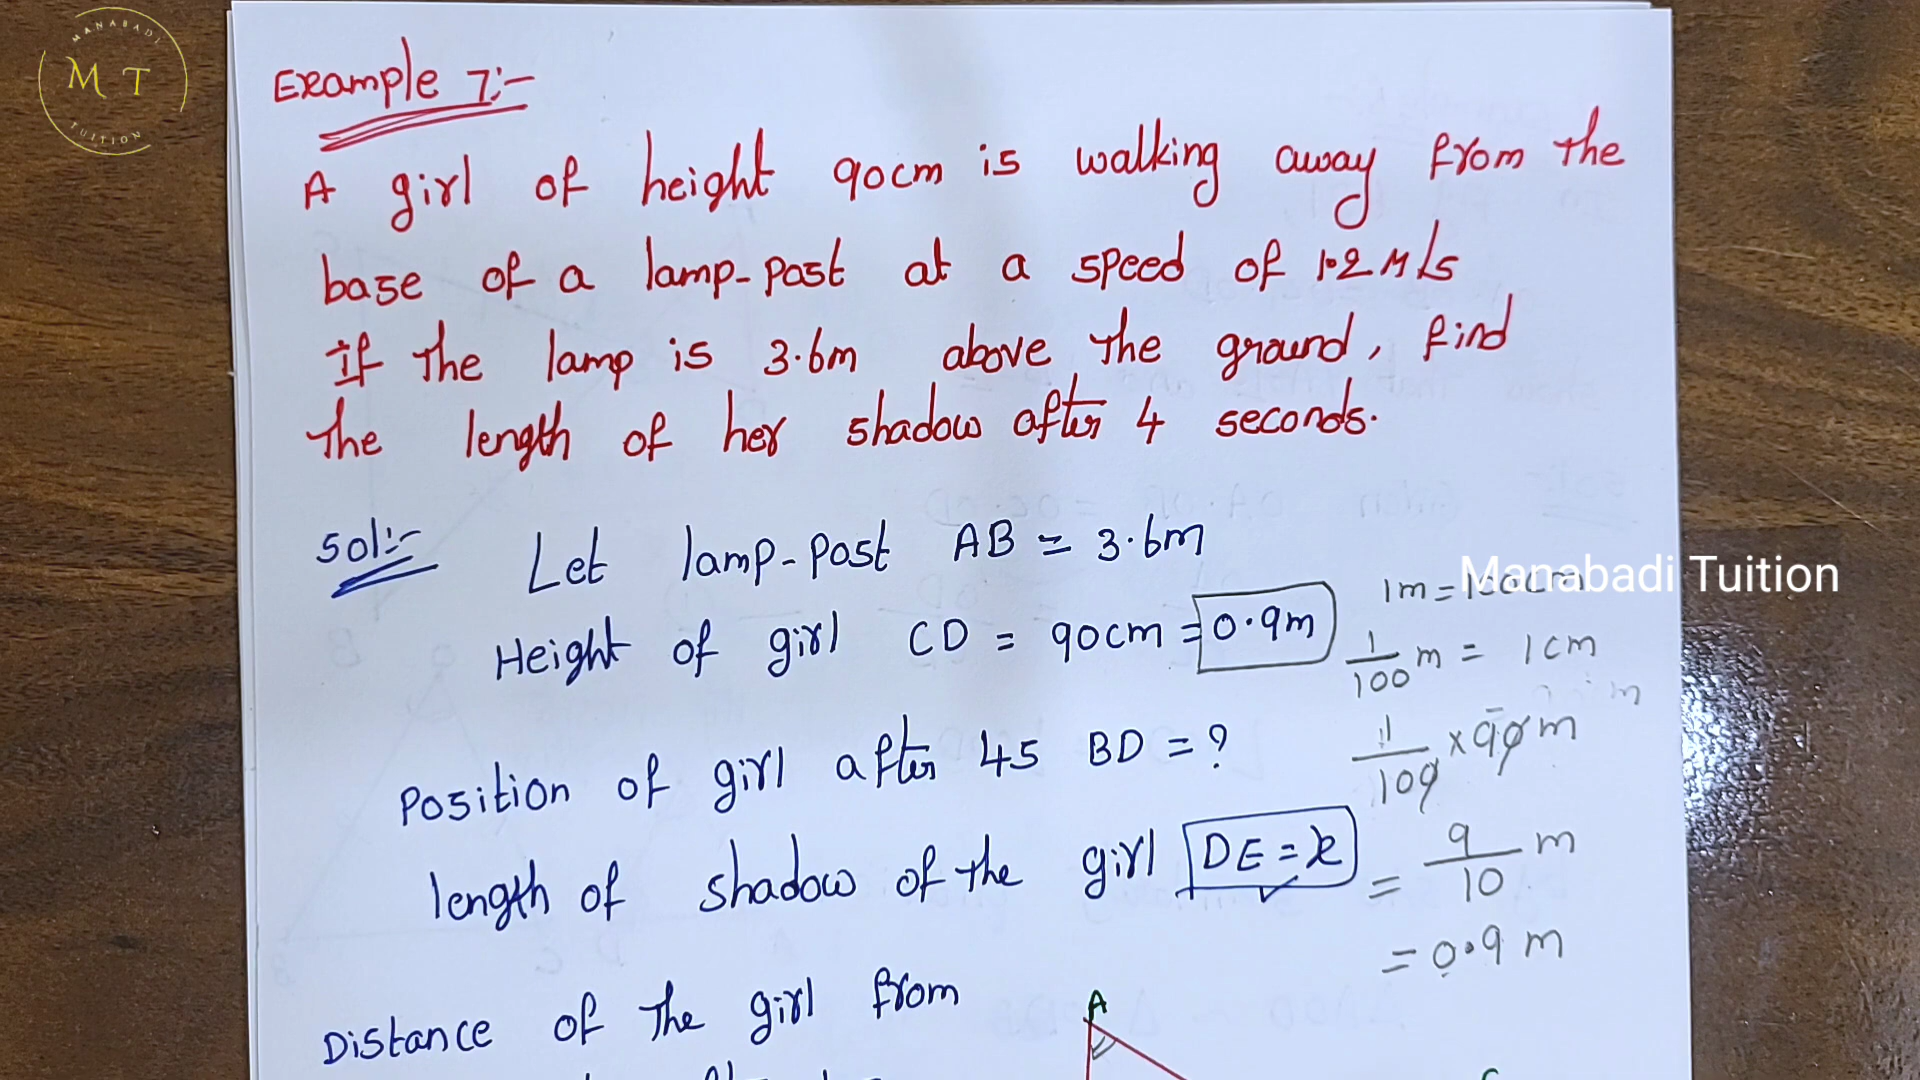 MANABADI
M T
TUITION
Example 7:-
A girl of height 90cm is walking away from the
base of a lamp-post at a speed of 1.2 M/s
if the lamp is 3.6m above the ground, find
the length of her shadow after 4 seconds.
Sol:-
Let lamp-post AB = 3.6m
Height of girl CD = 90cm = 0.9m
Position of girl after 4s BD = ?
length of shadow of the girl DE = x
Distance of the girl from
Manabadi Tuition
1m = 100cm
1/100 m = 1cm
m
1/100 × 90 m
= 9/10 m
= 0.9 m
A